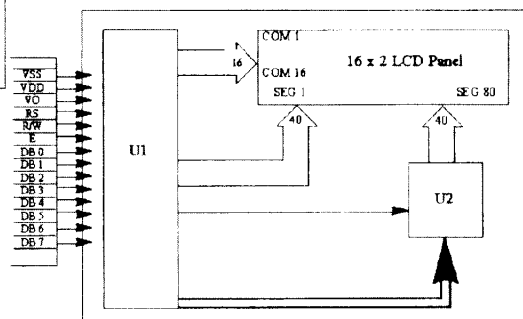 VSS
VDD
VO
RS
R/W
E
DB 0
DB 1
DB 2
DB 3
DB 4
DB 5
DB 6
DB 7
U1
16
COM 1
COM 16
16 x 2 LCD Panel
SEG 1
SEG 80
40
40
U2